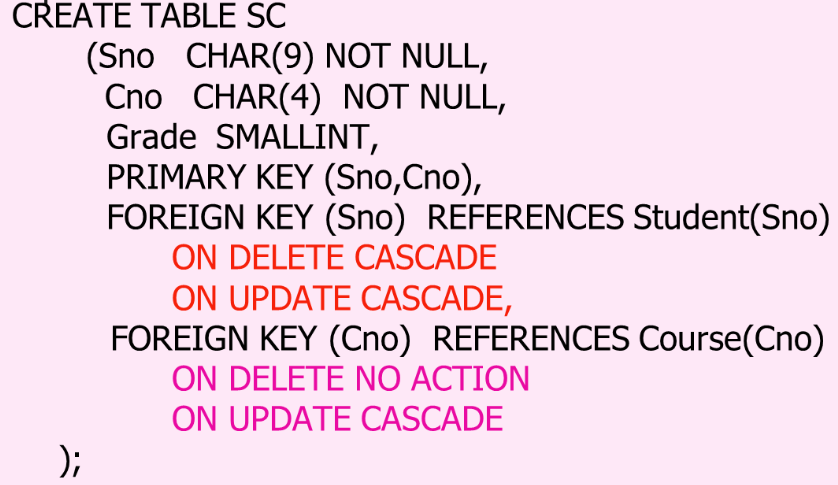 CREATE TABLE SC
(Sno CHAR(9) NOT NULL,
Cno CHAR(4) NOT NULL,
Grade SMALLINT,
PRIMARY KEY (Sno,Cno),
FOREIGN KEY (Sno) REFERENCES Student(Sno)
ON DELETE CASCADE
ON UPDATE CASCADE,
FOREIGN KEY (Cno) REFERENCES Course(Cno)
ON DELETE NO ACTION
ON UPDATE CASCADE
);